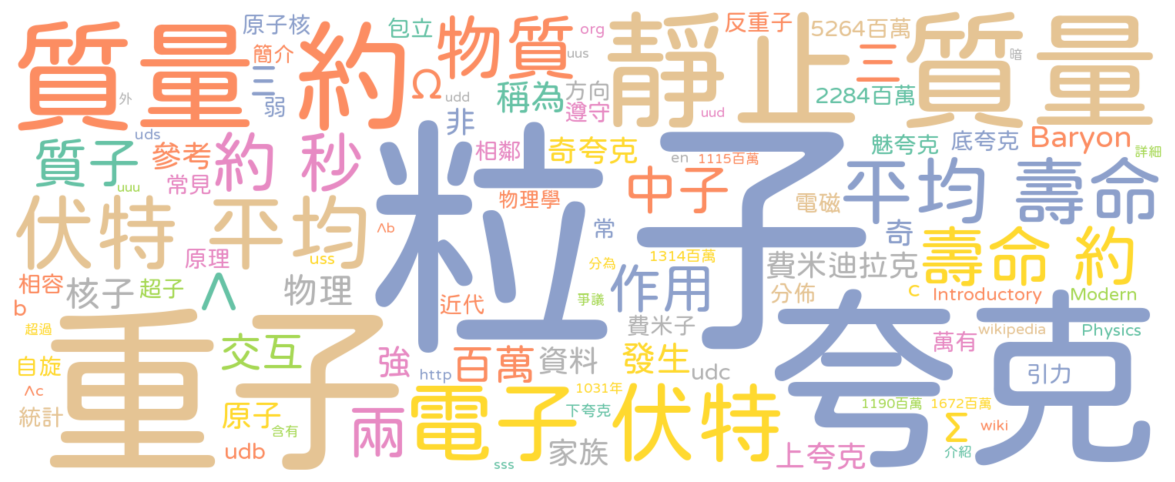 原子核
包立
反重子
5264百萬
質量
約
物質
org
uus
靜止
三
質量
暗
簡介
三
弱
Ω
外
udd
稱為
方向
遵守
2284百萬
uds
非
uud
魅夸克
底夸克
Baryon
詳細
質子
參考
約 秒
相鄰
奇夸克
en
1115百萬
常見
uuu
粒子
物理學
中子
電磁
平均 壽命
伏特 平均
Λb
常
奇
壽命 約
原理
uss
分為
1314百萬
費米迪拉克
相容
核子
超子
Λ
物理
作用
分佈
c
Introductory
Modern
b
近代
爭議
費米子
wikipedia
Physics
超過
重子
交互
強
百萬
資料
發生
萬有
夸克
自旋
http
udc
引力
Λc
統計
原子
含有
兩
電子
1031年
下夸克
伏特
1190百萬
1672百萬
Σ
wiki
udb
sss
家族
上夸克
介紹